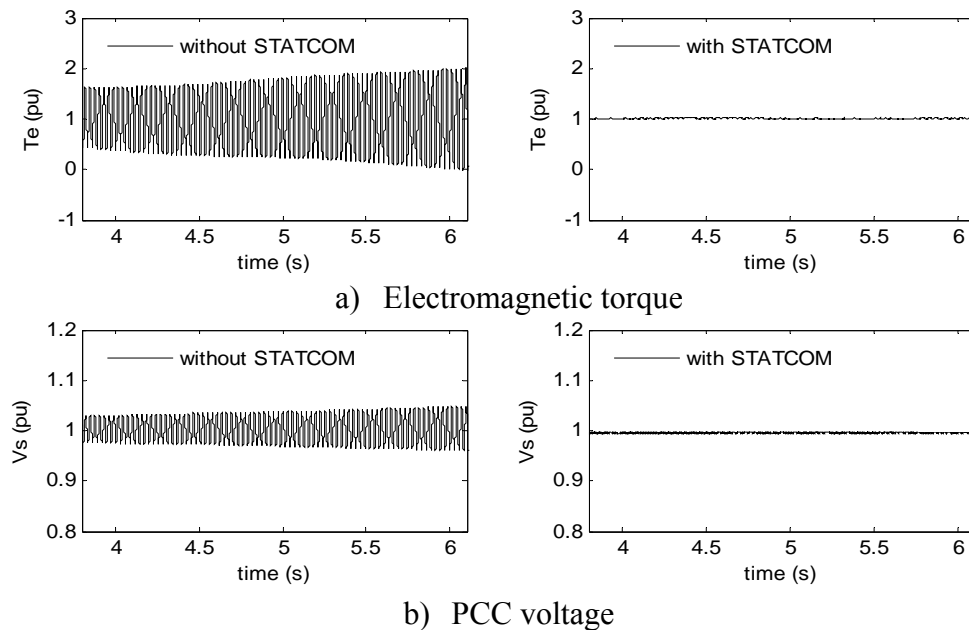 3
2
1
0
-1
Te (pu)
without STATCOM
4
4.5
5
5.5
6
time (s)
3
2
1
0
-1
Te (pu)
with STATCOM
4
4.5
5
5.5
6
time (s)
a) Electromagnetic torque
1.2
1.1
1
0.9
0.8
Vs (pu)
without STATCOM
4
4.5
5
5.5
6
time (s)
1.2
1.1
1
0.9
0.8
Vs (pu)
with STATCOM
4
4.5
5
5.5
6
time (s)
b) PCC voltage